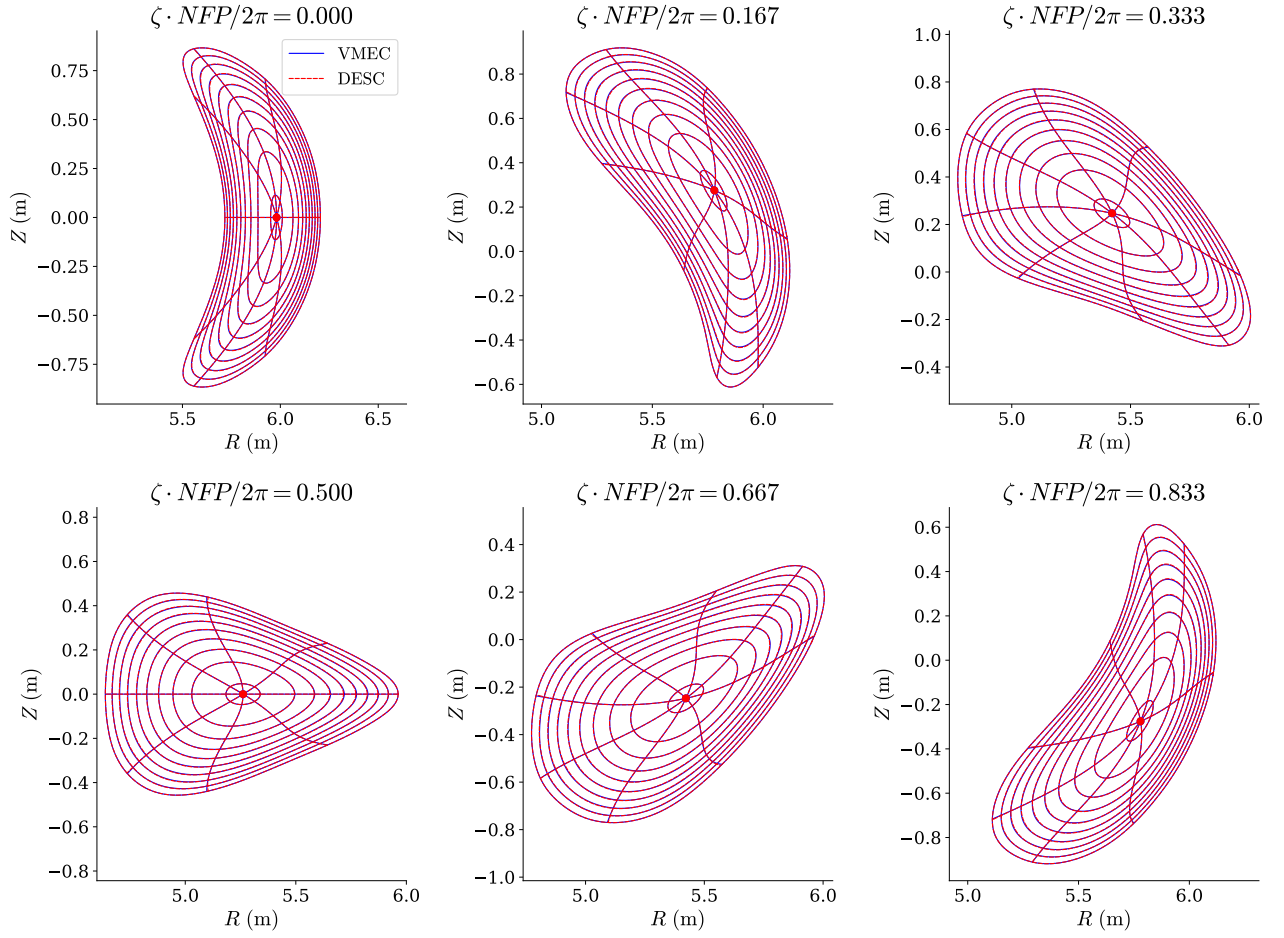 ζ · NFP/2π = 0.000
VMEC
DESC
0.75
0.50
0.25
0.00
−0.25
−0.50
−0.75
Z (m)
5.5 6.0 6.5
R (m)
ζ · NFP/2π = 0.167
0.8
0.6
0.4
0.2
0.0
−0.2
−0.4
−0.6
Z (m)
5.0 5.5 6.0
R (m)
ζ · NFP/2π = 0.333
1.0
0.8
0.6
0.4
0.2
0.0
−0.2
−0.4
Z (m)
5.0 5.5 6.0
R (m)
ζ · NFP/2π = 0.500
0.8
0.6
0.4
0.2
0.0
−0.2
−0.4
−0.6
−0.8
Z (m)
5.0 5.5 6.0
R (m)
ζ · NFP/2π = 0.667
0.4
0.2
0.0
−0.2
−0.4
−0.6
−0.8
−1.0
Z (m)
5.0 5.5 6.0
R (m)
ζ · NFP/2π = 0.833
0.6
0.4
0.2
0.0
−0.2
−0.4
−0.6
−0.8
Z (m)
5.0 5.5 6.0
R (m)